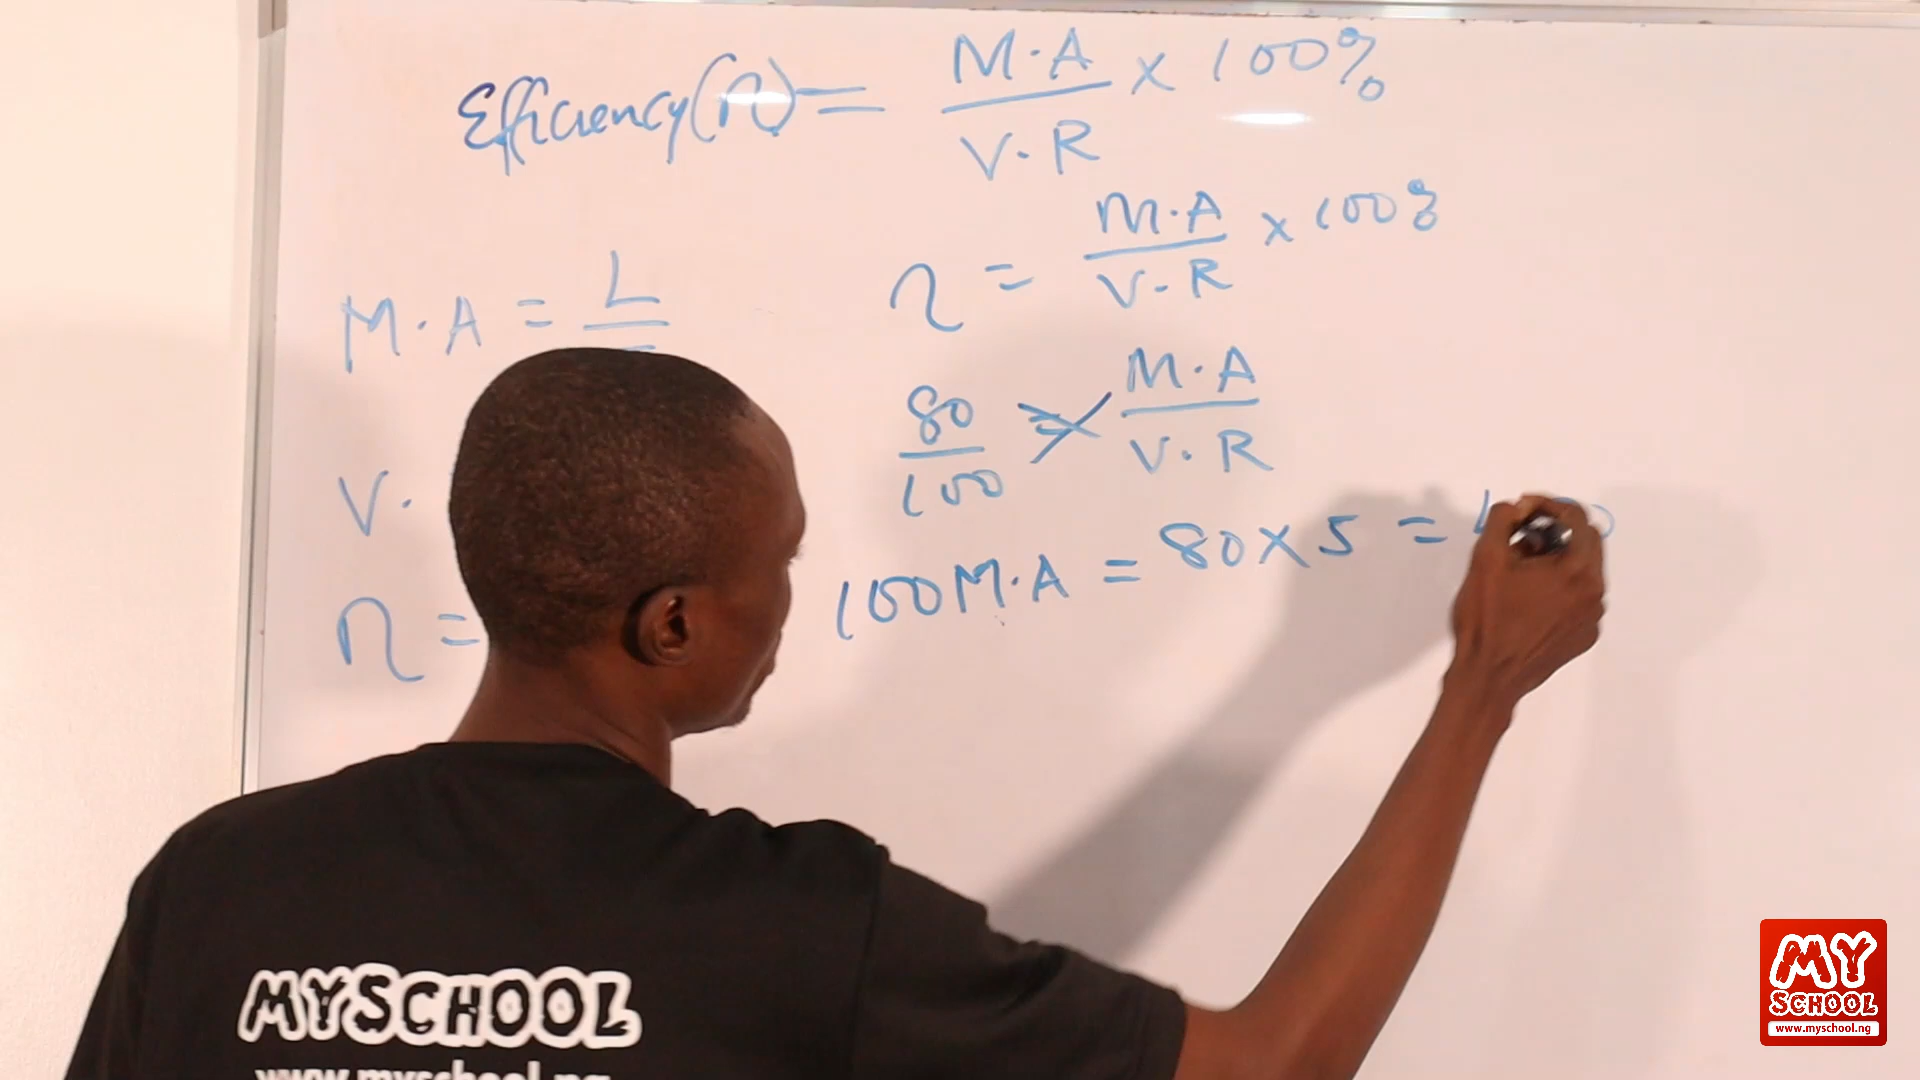 Efficiency(η) = M.A/V.R × 100%
η = M.A/V.R × 100%
M.A = L
80/100 = M.A/V.R
V.
100M.A = 80×5 =
η =
MYSCHOOL
www.myschool.ng
MY
SCHOOL
www.myschool.ng